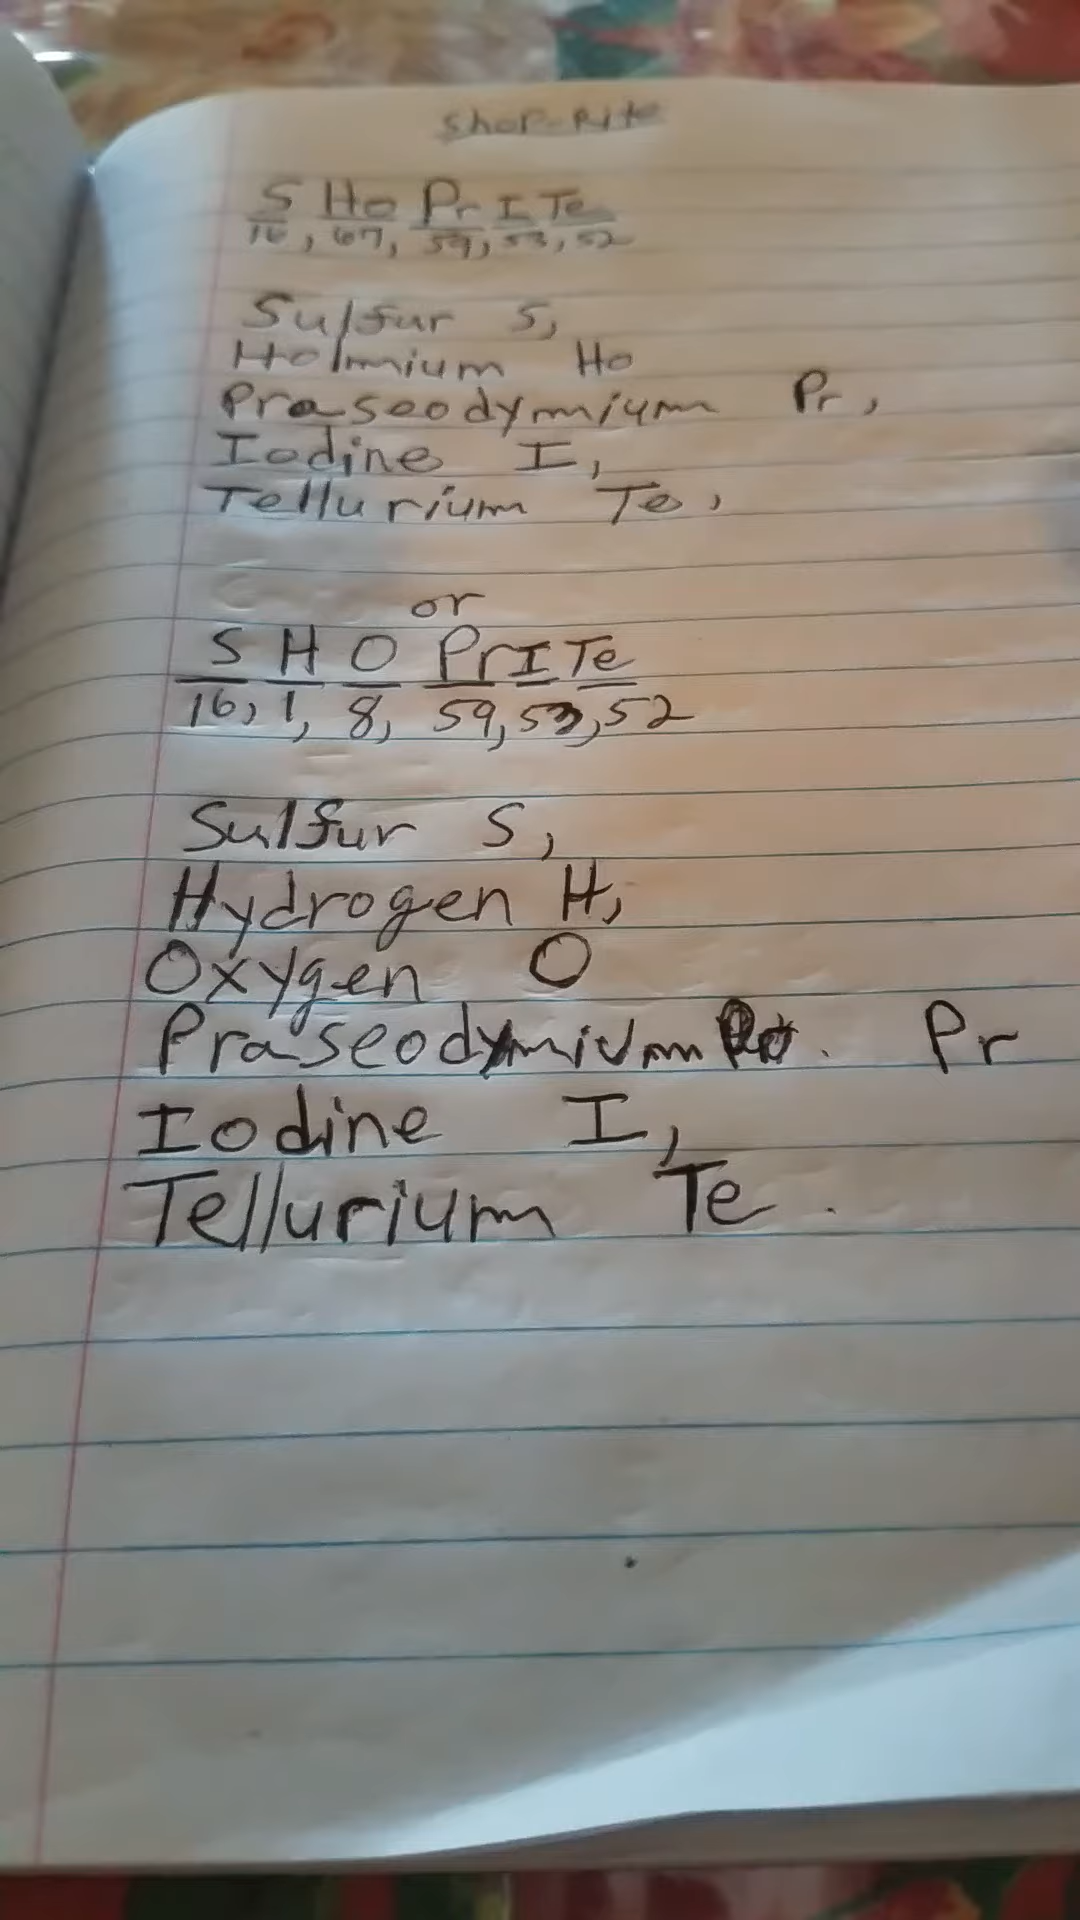 Shop-Rite
S Ho Pr I Te
16, 67, 59, 53, 52
Sulfur S,
Holmium Ho
Praseodymium Pr,
Iodine I,
Tellurium Te,
or
S H O Pr I Te
16, 1, 8, 59, 53, 52
Sulfur S,
Hydrogen H,
Oxygen O
Praseodymium Pr
Iodine I,
Tellurium Te.